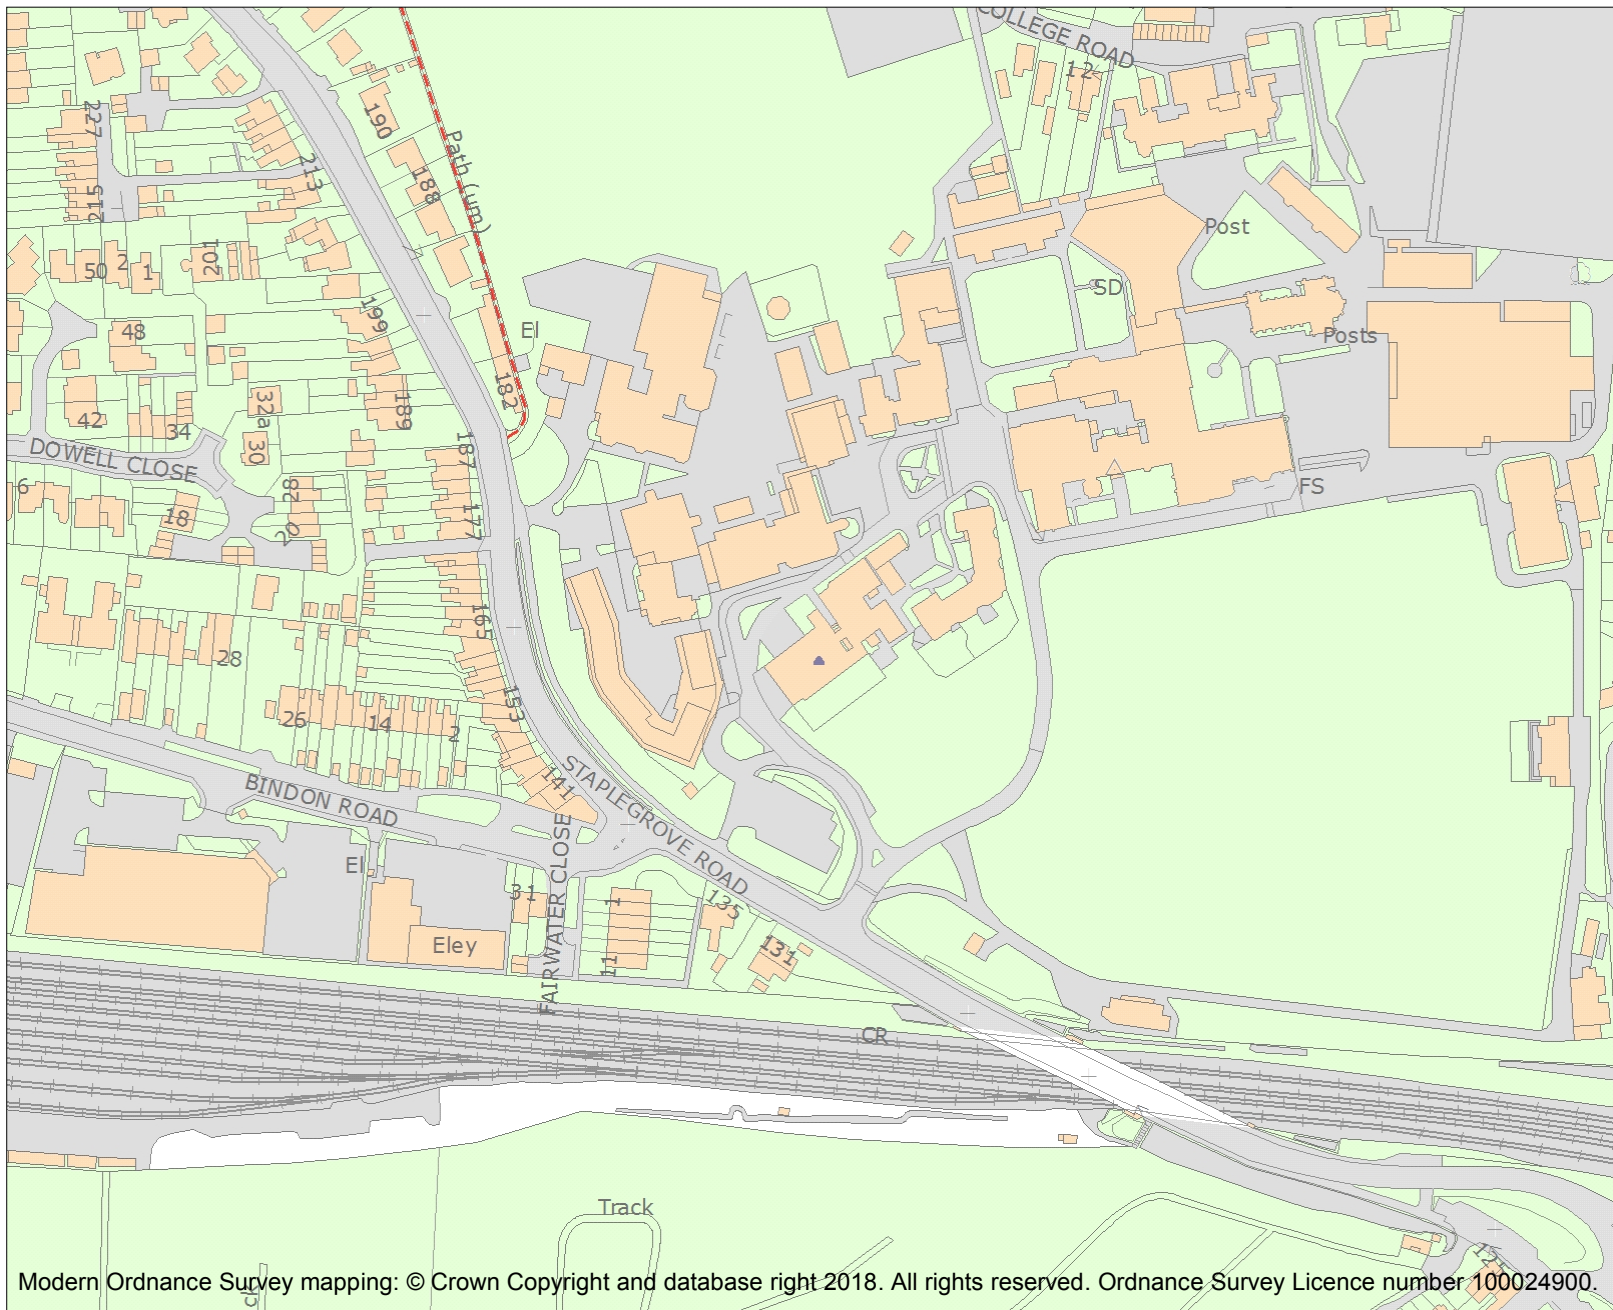 COLLEGE ROAD
12
190
227
213
188
Path (um)
215
Post
201
50
2
1
SD
199
El
48
Posts
182
32a
189
42
34
30
187
DOWELL CLOSE
6
FS
28
18
177
20
165
28
153
26
14
2
141
STAPLEGROVE ROAD
BINDON ROAD
El
31
1
135
FAIRWATER CLOSE
Eley
131
11
CR
Track
Modern Ordnance Survey mapping: © Crown Copyright and database right 2018. All rights reserved. Ordnance Survey Licence number 100024900.